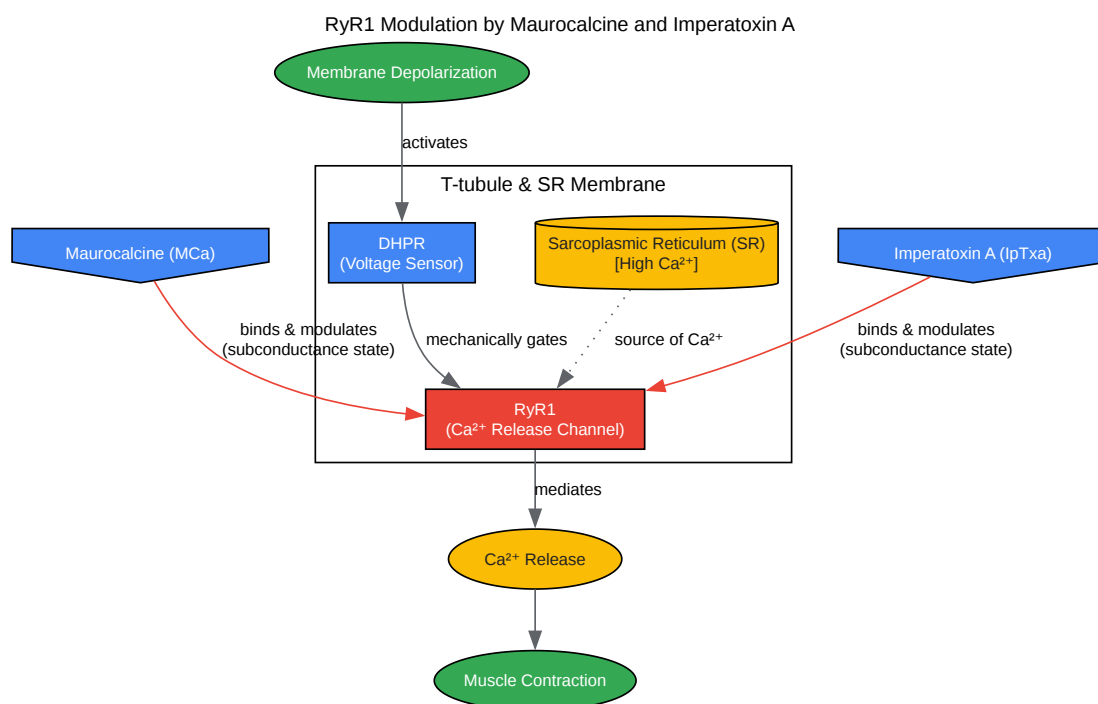 RyR1 Modulation by Maurocalcine and Imperatoxin A
Membrane Depolarization
activates
T-tubule & SR Membrane
Maurocalcine (MCa)
DHPR
(Voltage Sensor)
Sarcoplasmic Reticulum (SR)
[High Ca²⁺]
Imperatoxin A (IpTxa)
binds & modulates
(subconductance state)
mechanically gates
source of Ca²⁺
binds & modulates
(subconductance state)
RyR1
(Ca²⁺ Release Channel)
mediates
Ca²⁺ Release
Muscle Contraction